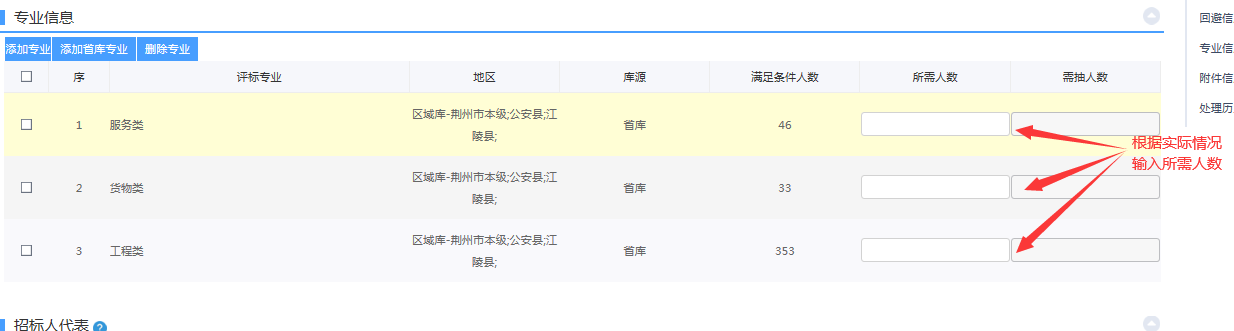 专业信息
添加专业 添加省库专业 删除专业
序 评标专业 地区 库源 满足条件人数 所需人数 需抽人数
1 服务类 区域库-荆州市本级;公安县;江陵县; 省库 46
2 货物类 区域库-荆州市本级;公安县;江陵县; 省库 33
3 工程类 区域库-荆州市本级;公安县;江陵县; 省库 353
招标人代表 ?
回避信
专业信
附件信
处理历
根据实际情况
输入所需人数